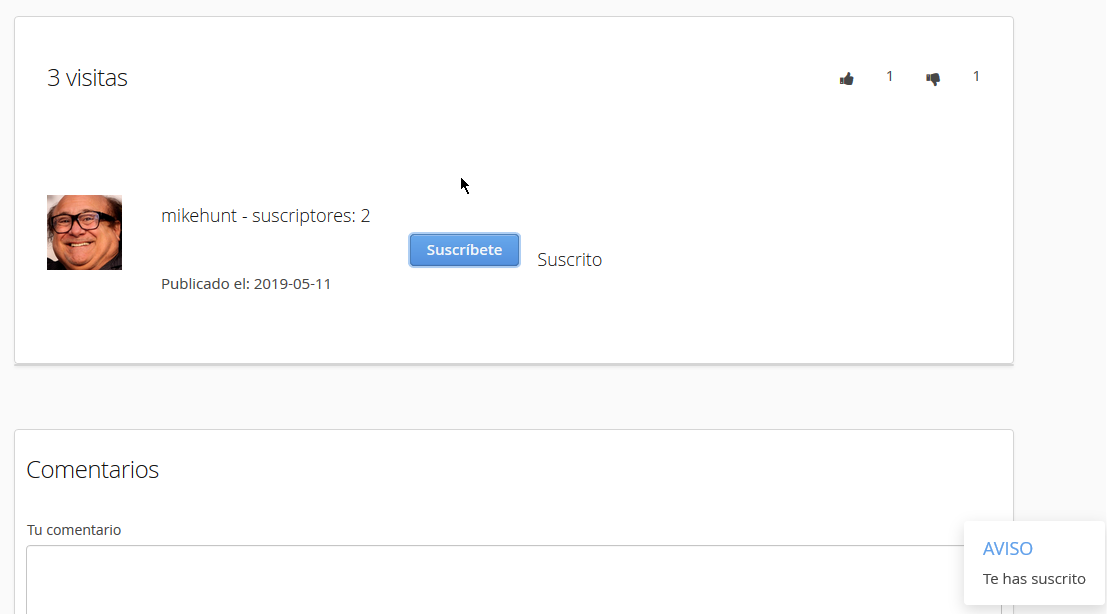 3 visitas
1
1
mikehunt - suscriptores: 2
Suscríbete
Suscrito
Publicado el: 2019-05-11
Comentarios
Tu comentario
AVISO
Te has suscrito